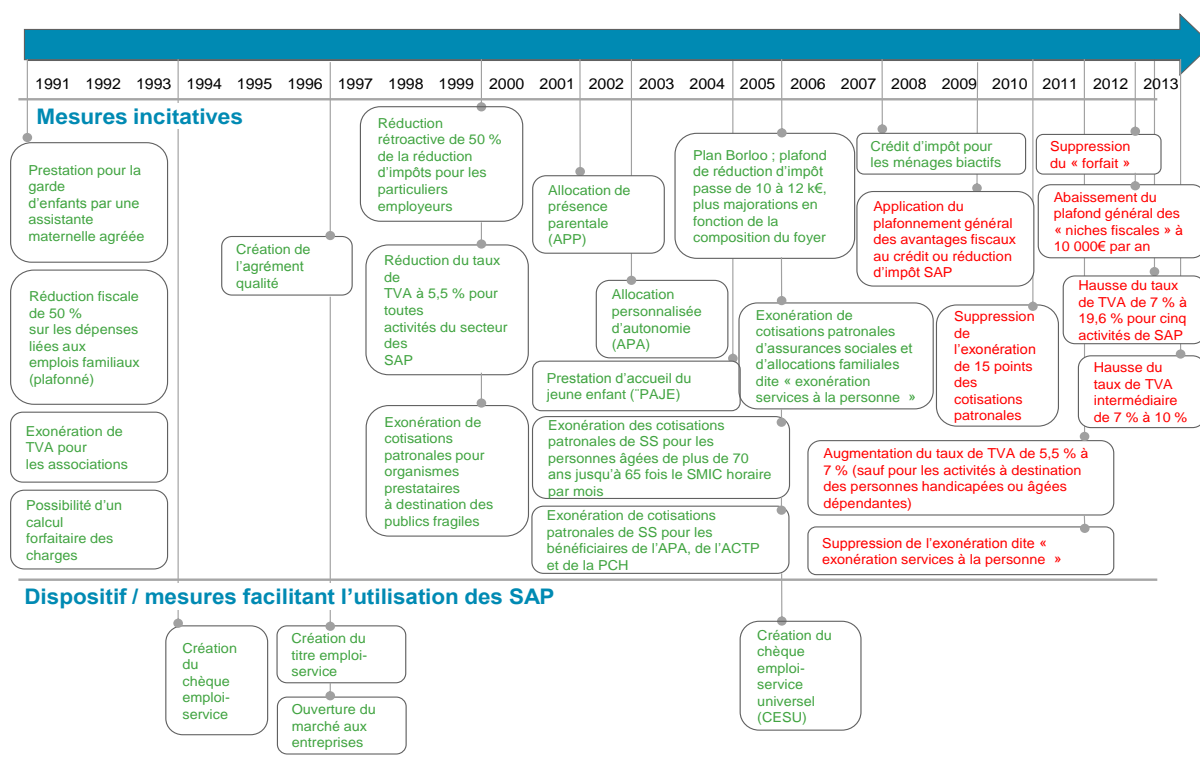 1991 1992 1993 1994 1995 1996 1997 1998 1999 2000 2001 2002 2003 2004 2005 2006 2007 2008 2009 2010 2011 2012 2013
Mesures incitatives
Prestation pour la
garde
d'enfants par une
assistante
maternelle agréée
Réduction fiscale
de 50 %
sur les dépenses
liées aux
emplois familiaux
(plafonné)
Exonération de
TVA pour
les associations
Possibilité d'un
calcul
forfaitaire des
charges
Création de
l'agrément
qualité
Réduction
rétroactive de 50 %
de la réduction
d'impôts pour les
particuliers
employeurs
Réduction du taux
de
TVA à 5,5 % pour
toutes
activités du secteur
des
SAP
Exonération de
cotisations
patronales pour
organismes
prestataires
à destination des
publics fragiles
Allocation de
présence
parentale
(APP)
Allocation
personnalisée
d'autonomie
(APA)
Prestation d'accueil du
jeune enfant (¨PAJE)
Exonération des cotisations
patronales de SS pour les
personnes âgées de plus de 70
ans jusqu'à 65 fois le SMIC horaire
par mois
Exonération de cotisations
patronales de SS pour les
bénéficiaires de l'APA, de l'ACTP
et de la PCH
Plan Borloo ; plafond
de réduction d'impôt
passe de 10 à 12 k€,
plus majorations en
fonction de la
composition du foyer
Exonération de
cotisations patronales
d'assurances sociales et
d'allocations familiales
dite « exonération
services à la personne »
Crédit d'impôt pour
les ménages biactifs
Application du
plafonnement général
des avantages fiscaux
au crédit ou réduction
d'impôt SAP
Suppression
de
l'exonération
de 15 points
des
cotisations
patronales
Augmentation du taux de TVA de 5,5 % à
7 % (sauf pour les activités à destination
des personnes handicapées ou âgées
dépendantes)
Suppression de l'exonération dite «
exonération services à la personne »
Suppression
du « forfait »
Abaissement du
plafond général des
« niches fiscales » à
10 000€ par an
Hausse du taux
de TVA de 7 % à
19,6 % pour cinq
activités de SAP
Hausse du
taux de TVA
intermédiaire
de 7 % à 10 %
Dispositif / mesures facilitant l'utilisation des SAP
Création
du
chèque
emploi-
service
Création du
titre emploi-
service
Ouverture du
marché aux
entreprises
Création du
chèque
emploi-
service
universel
(CESU)